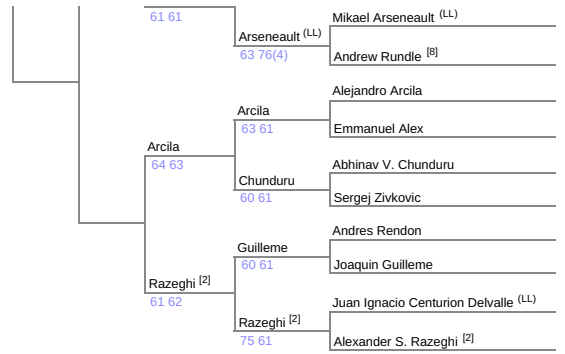 61 61
Mikael Arseneault (LL)
Arseneault (LL)
63 76(4)
Andrew Rundle [8]
Alejandro Arcila
Arcila
63 61
Emmanuel Alex
Arcila
64 63
Abhinav V. Chunduru
Chunduru
60 61
Sergej Zivkovic
Andres Rendon
Guilleme
60 61
Joaquin Guilleme
Razeghi [2]
61 62
Juan Ignacio Centurion Delvalle (LL)
Razeghi [2]
75 61
Alexander S. Razeghi [2]